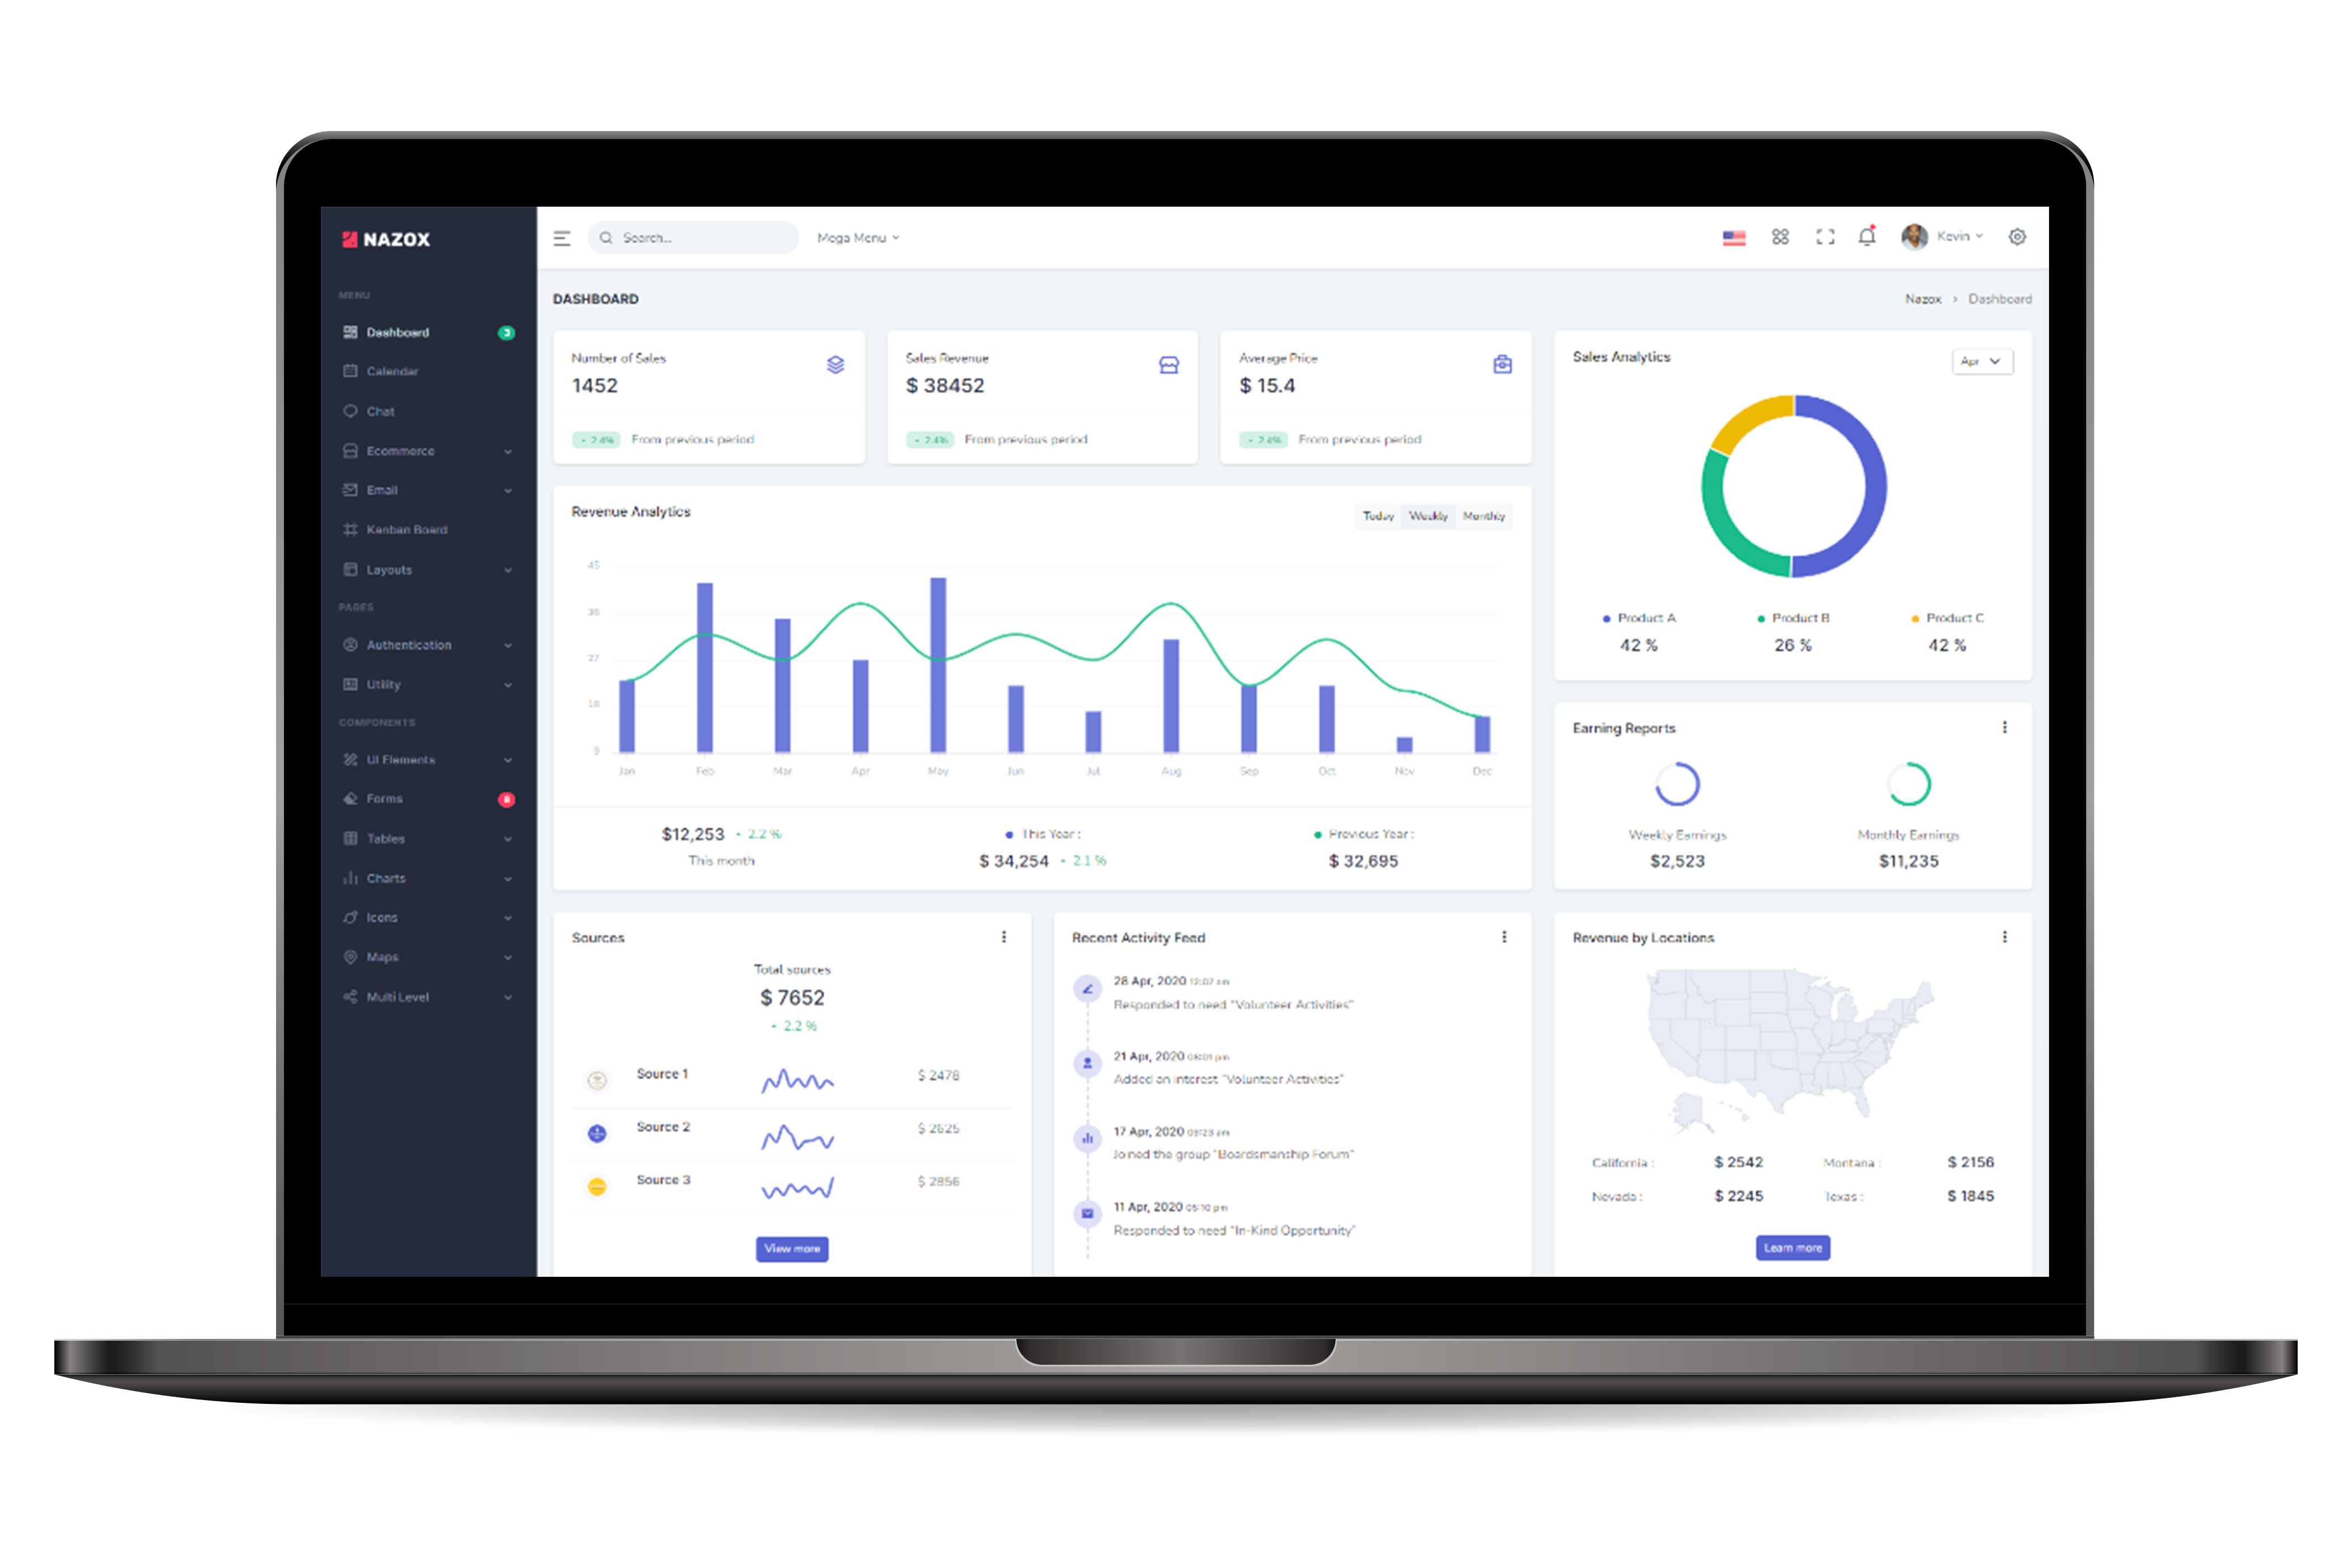 NAZOX
Search...
Mega Menu
Kevin
MENU
Dashboard 3
Calendar
Chat
Ecommerce
Email
Kanban Board
Layouts
PAGES
Authentication
Utility
COMPONENTS
UI Elements
Forms 8
Tables
Charts
Icons
Maps
Multi Level
DASHBOARD
Nazox > Dashboard
Number of Sales
1452
2.4% From previous period
Sales Revenue
$ 38452
2.4% From previous period
Average Price
$ 15.4
2.4% From previous period
Revenue Analytics
Today Weekly Monthly
45
36
27
18
9
Jan Feb Mar Apr May Jun Jul Aug Sep Oct Nov Dec
$12,253 2.2 %
This month
This Year :
$ 34,254 2.1 %
Previous Year :
$ 32,695
Sales Analytics
Apr
Product A
42 %
Product B
26 %
Product C
42 %
Earning Reports
Weekly Earnings
$2,523
Monthly Earnings
$11,235
Sources
Total sources
$ 7652
2.2 %
Source 1 $ 2478
Source 2 $ 2625
Source 3 $ 2856
View more
Recent Activity Feed
28 Apr, 2020 12:07 am
Responded to need "Volunteer Activities"
21 Apr, 2020 08:01 pm
Added an interest "Volunteer Activities"
17 Apr, 2020 09:23 am
Joined the group "Boardsmanship Forum"
11 Apr, 2020 05:10 pm
Responded to need "In-Kind Opportunity"
Revenue by Locations
California : $ 2542
Montana : $ 2156
Nevada : $ 2245
Texas : $ 1845
Learn more